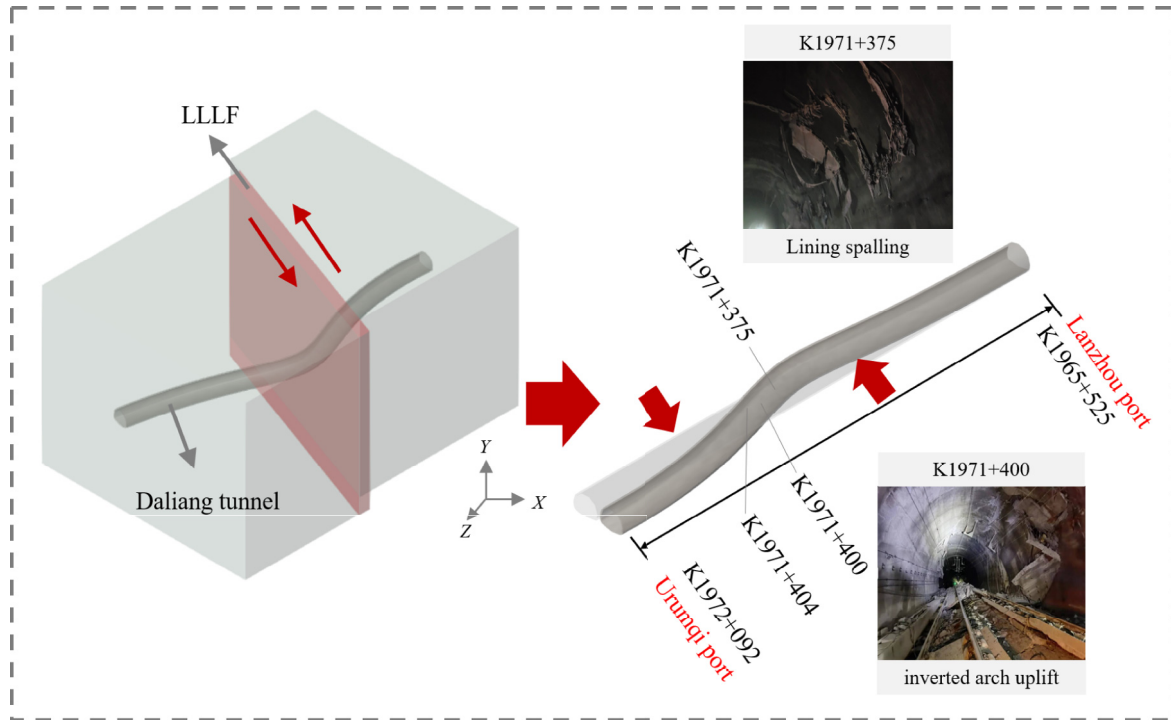 K1971+375
LLLF
Lining spalling
K1971+375
Lanzhou port
K1965+525
Daliang tunnel
Y
X
Z
K1971+400
K1971+404
K1972+092
Urumqi port
K1971+400
inverted arch uplift